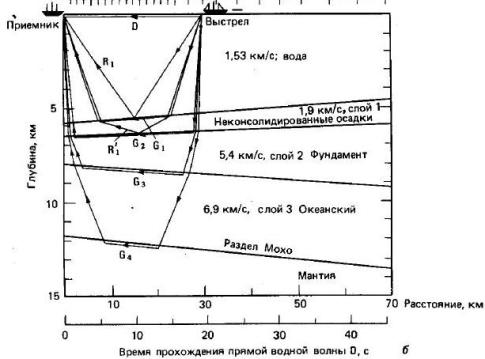 Приемник
D
Выстрел
R1
1,53 км/с; вода
1,9 км/с, слой 1
Неконсолидированные осадки
R'1
G2
G1
5,4 км/с, слой 2 Фундамент
G3
6,9 км/с, слой 3 Океанский
G4
Раздел Мохо
Мантия
Глубина, км
5
10
15
10
20
30
70
Расстояние, км
0
10
20
30
40
Время прохождения прямой водной волны D, с
б